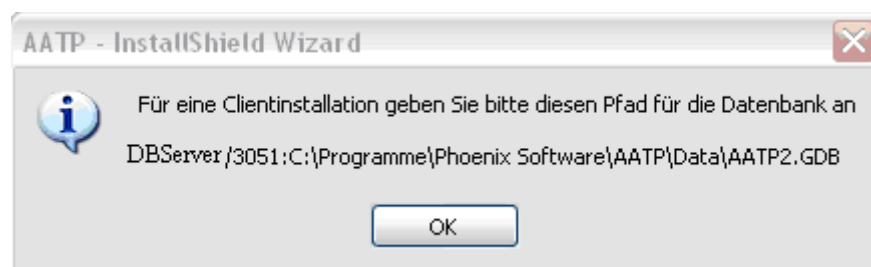 AATP - InstallShield Wizard
Für eine Clientinstallation geben Sie bitte diesen Pfad für die Datenbank an
DBServer/3051:C:\Programme\Phoenix Software\AATP\Data\AATP2.GDB
OK